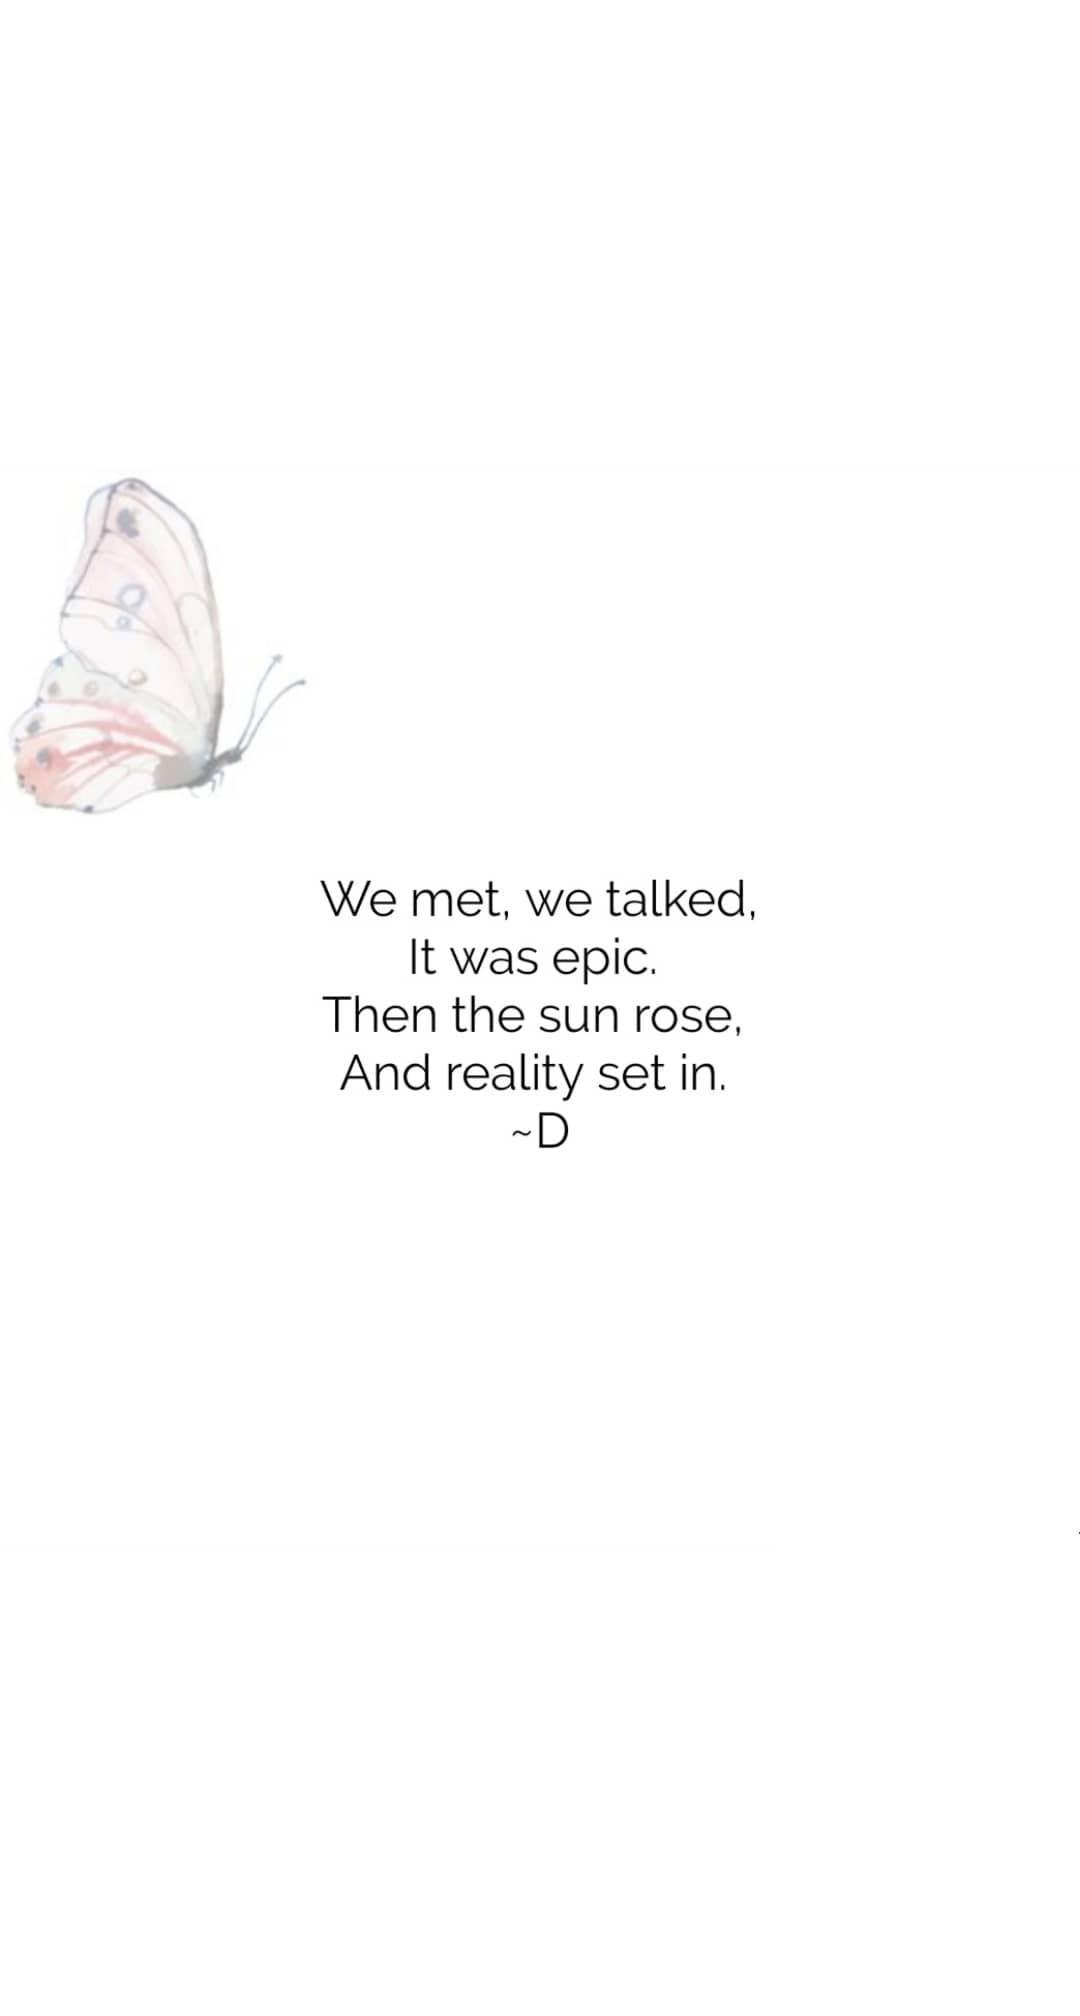 We met, we talked,
It was epic.
Then the sun rose,
And reality set in.
~D